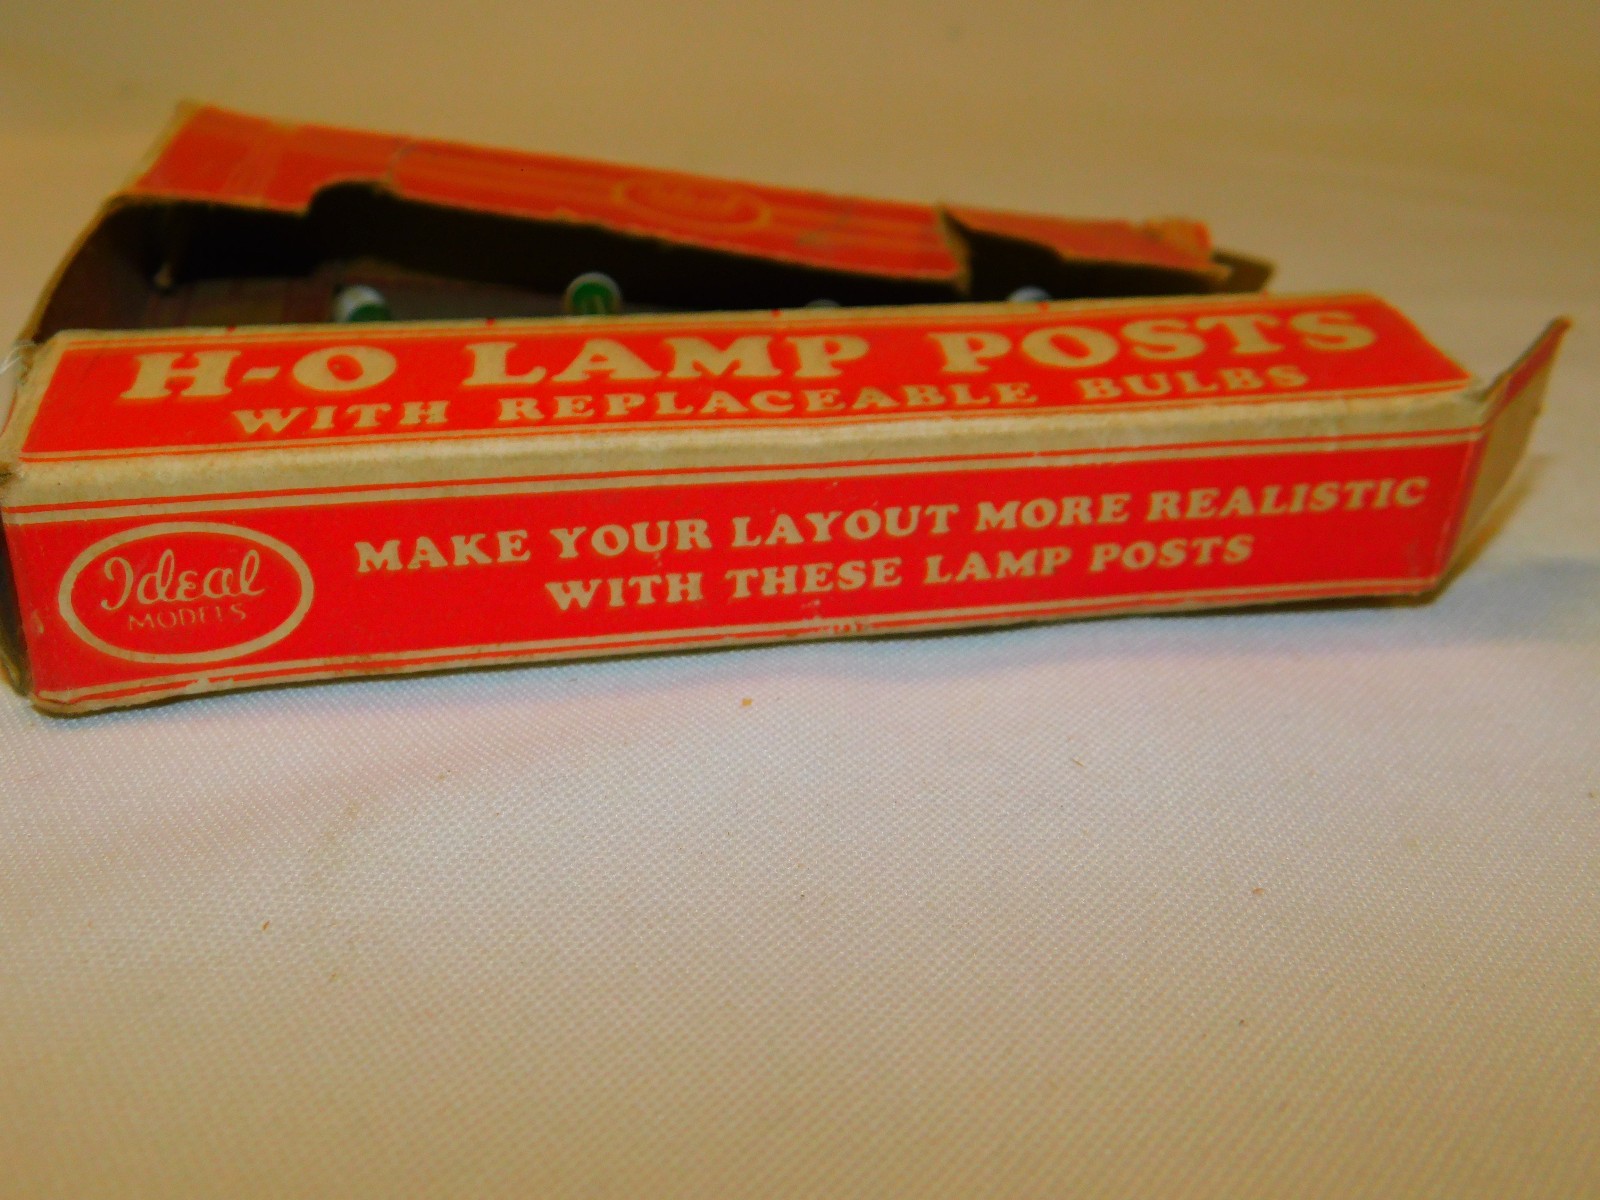 H-O LAMP POSTS
WITH REPLACEABLE BULBS
Ideal
MODELS
MAKE YOUR LAYOUT MORE REALISTIC
WITH THESE LAMP POSTS